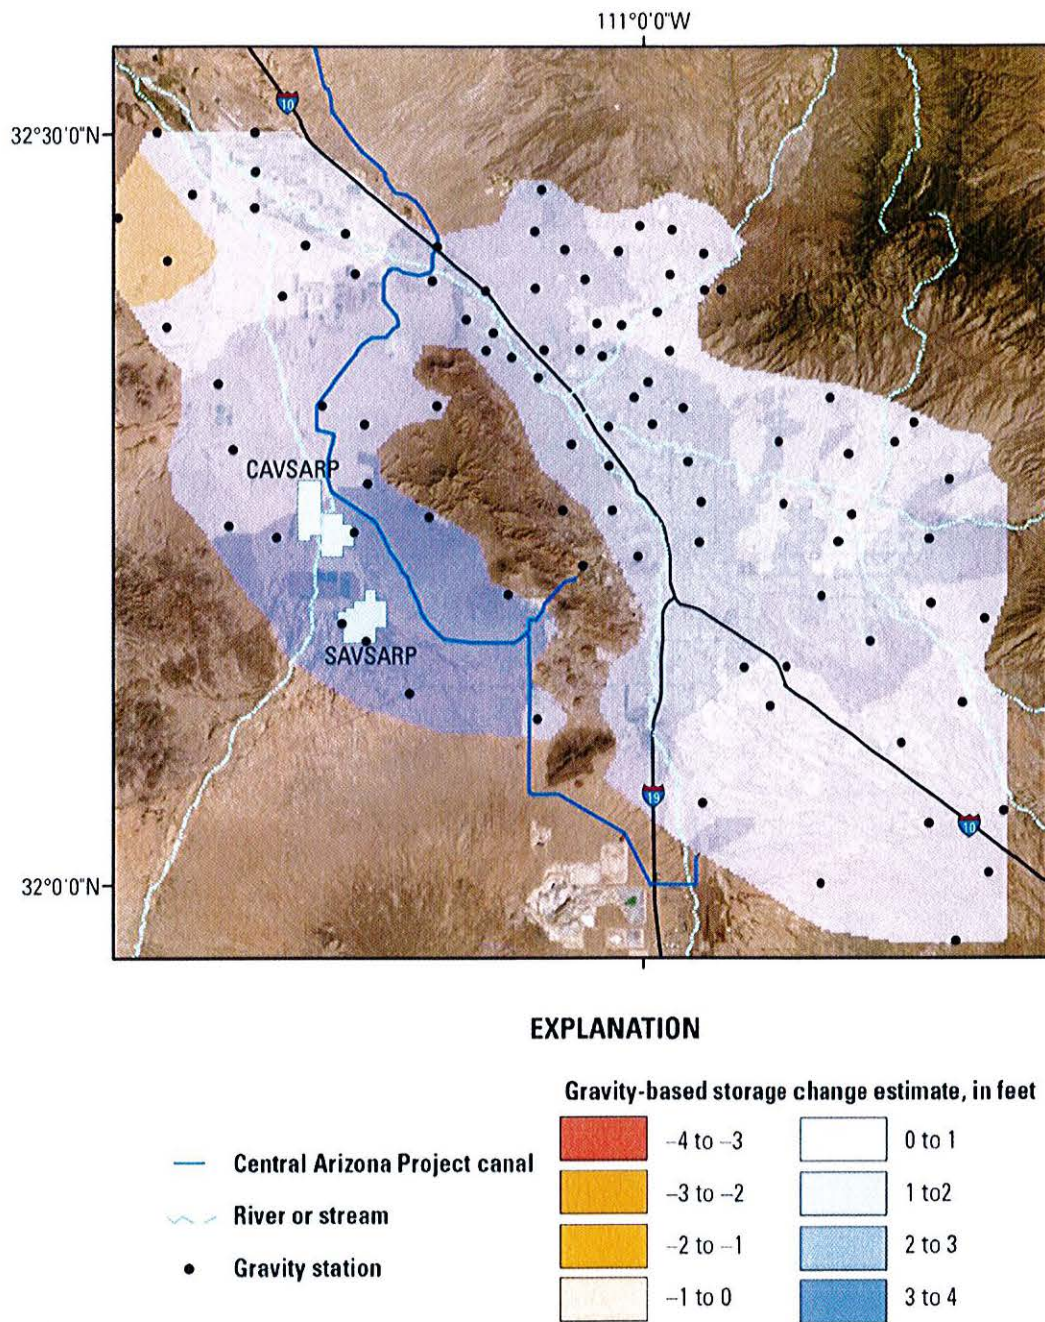 111°0'0"W
32°30'0"N
10
CAVSARP
SAVSARP
19
10
32°0'0"N
EXPLANATION
Gravity-based storage change estimate, in feet
Central Arizona Project canal
River or stream
Gravity station
–4 to –3
–3 to –2
–2 to –1
–1 to 0
0 to 1
1 to2
2 to 3
3 to 4